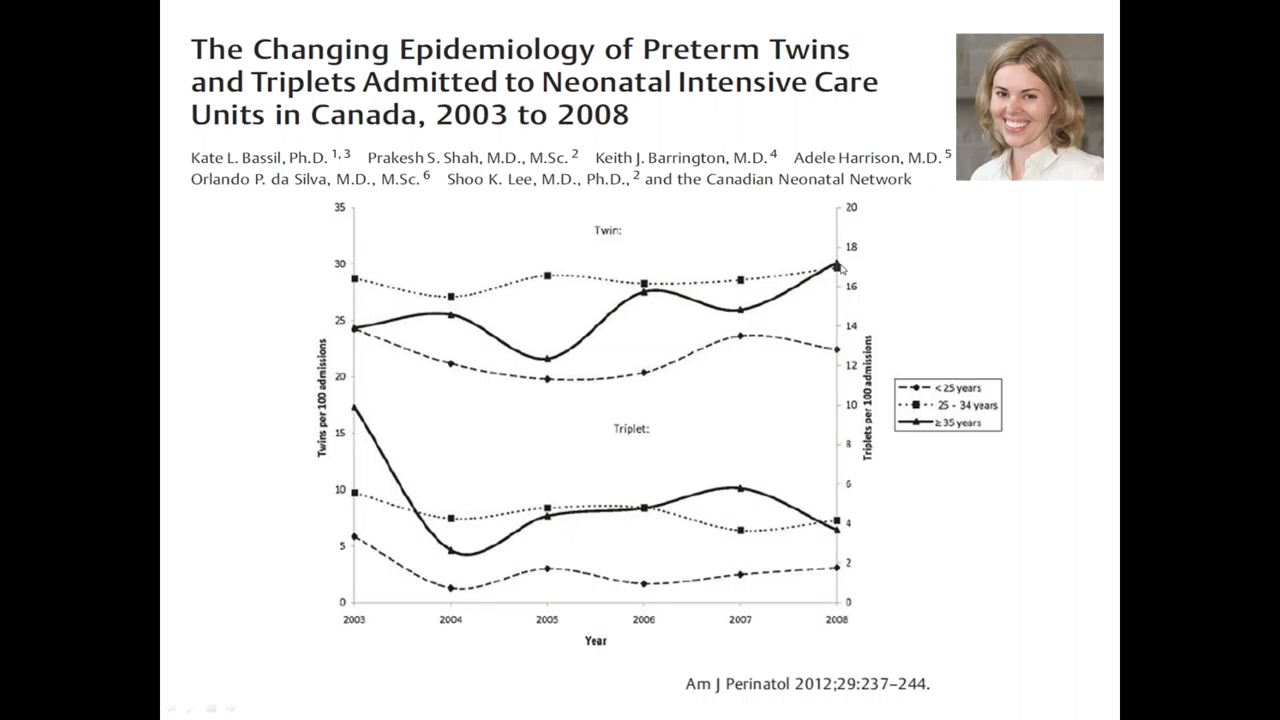 The Changing Epidemiology of Preterm Twins
and Triplets Admitted to Neonatal Intensive Care
Units in Canada, 2003 to 2008
Kate L. Bassil, Ph.D. 1,3 Prakesh S. Shah, M.D., M.Sc. 2 Keith J. Barrington, M.D. 4 Adele Harrison, M.D. 5
Orlando P. da Silva, M.D., M.Sc. 6 Shoo K. Lee, M.D., Ph.D., 2 and the Canadian Neonatal Network
Twins per 100 admissions
35
30
25
20
15
10
5
0
Twin:
Triplet:
20
18
16
14
12
10
8
6
4
2
0
Triplets per 100 admissions
< 25 years
25 - 34 years
≥ 35 years
2003 2004 2005 2006 2007 2008
Year
Am J Perinatol 2012;29:237–244.